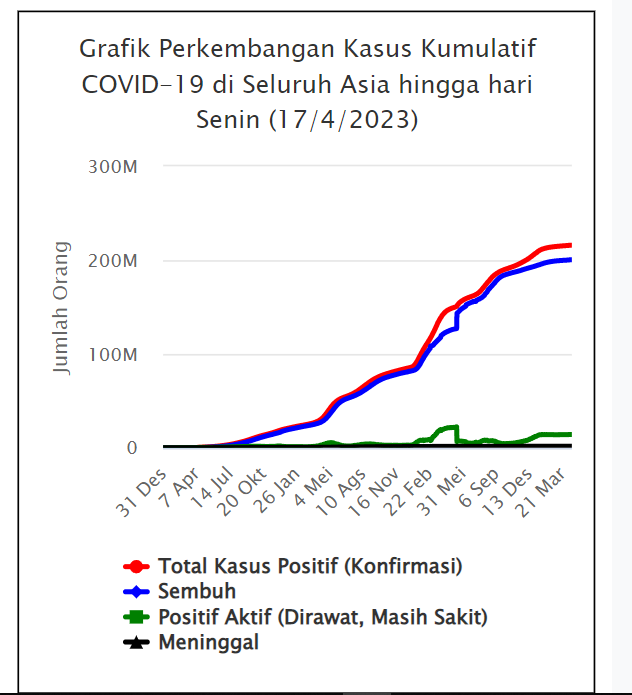 Grafik Perkembangan Kasus Kumulatif
COVID-19 di Seluruh Asia hingga hari
Senin (17/4/2023)
300M
200M
100M
0
Jumlah Orang
31 Des
7 Apr
14 Jul
20 Okt
26 Jan
4 Mei
10 Ags
16 Nov
22 Feb
31 Mei
6 Sep
13 Des
21 Mar
Total Kasus Positif (Konfirmasi)
Sembuh
Positif Aktif (Dirawat, Masih Sakit)
Meninggal